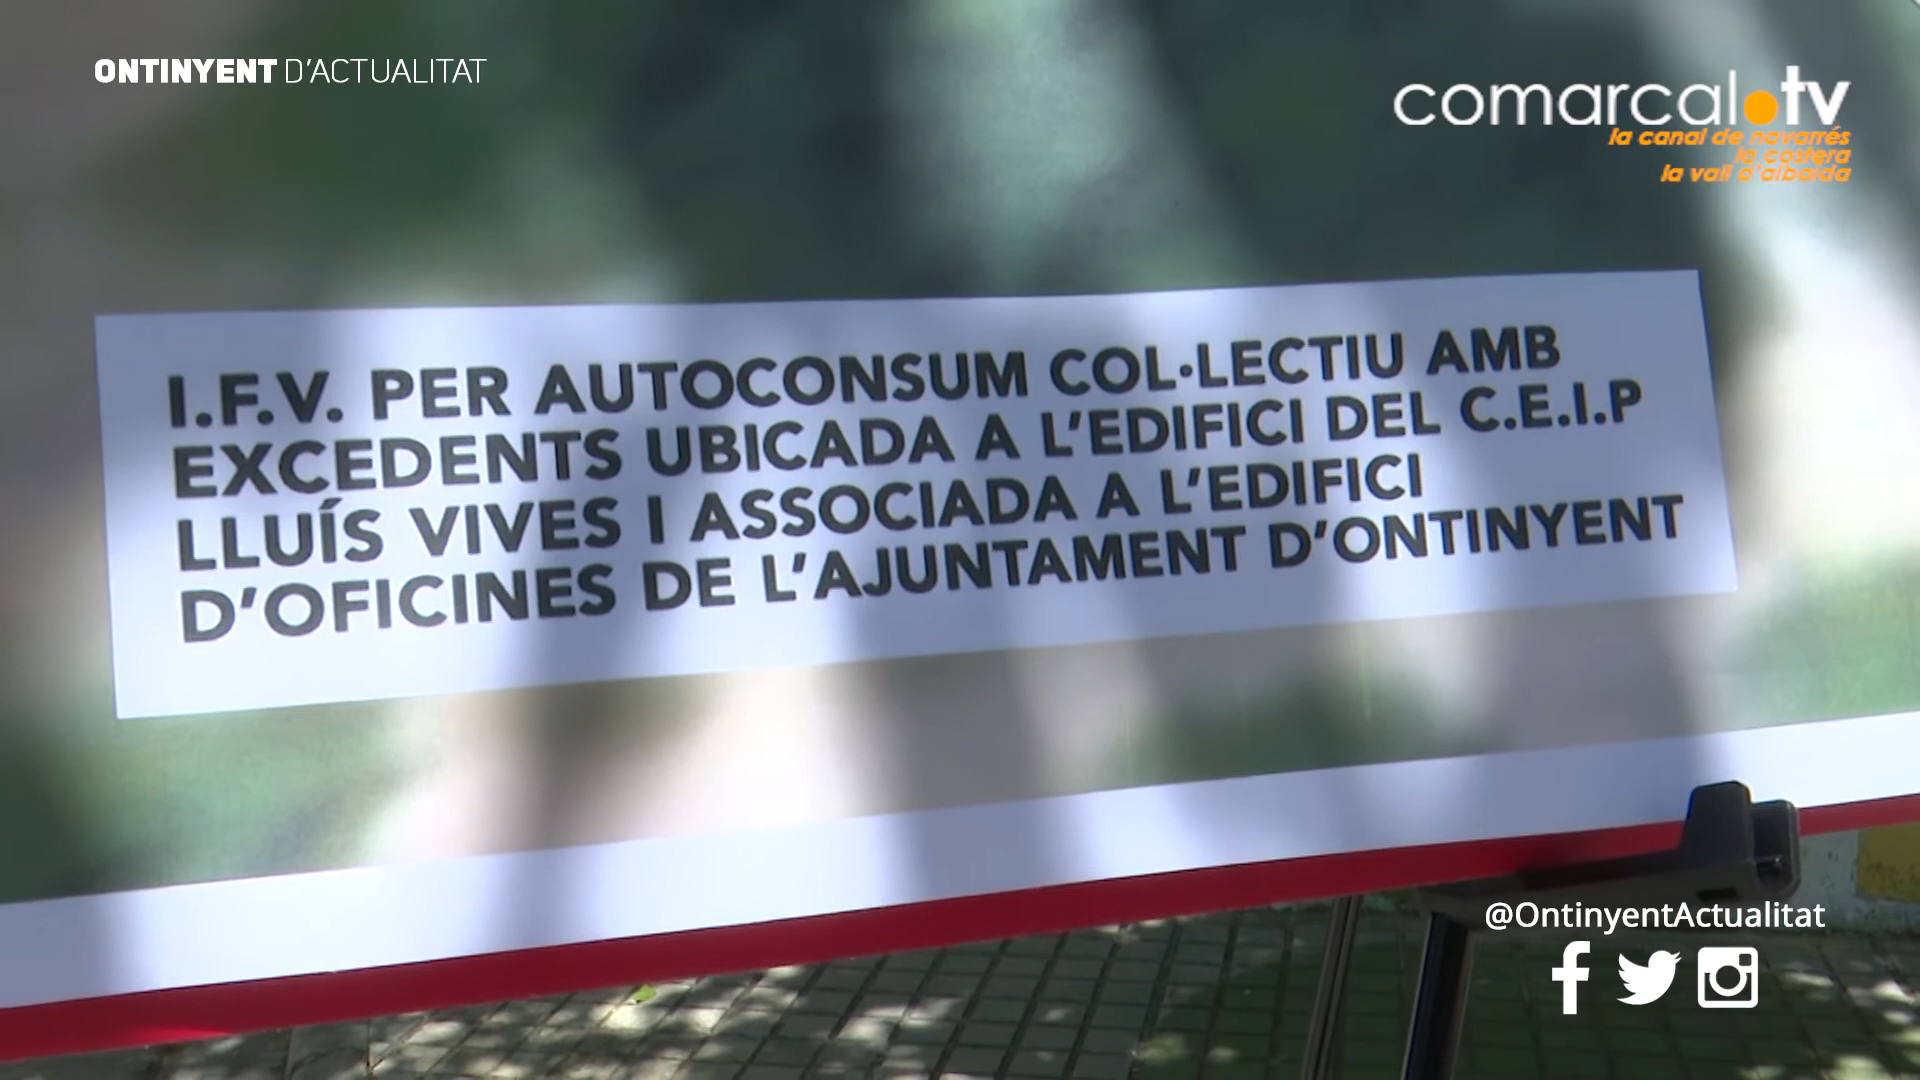 ONTINYENT D'ACTUALITAT
comarcal.tv
la canal de navarrés
la costera
la vall d'albaida
I.F.V. PER AUTOCONSUM COL·LECTIU AMB
EXCEDENTS UBICADA A L'EDIFICI DEL C.E.I.P
LLUÍS VIVES I ASSOCIADA A L'EDIFICI
D'OFICINES DE L'AJUNTAMENT D'ONTINYENT
@OntinyentActualitat